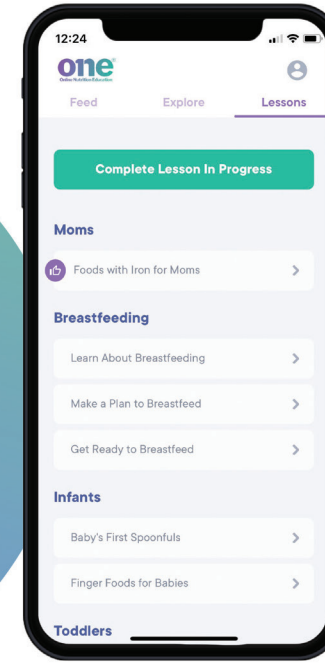 12:24
one
Online Nutrition Education
Feed Explore Lessons
Complete Lesson In Progress
Moms
Foods with Iron for Moms
Breastfeeding
Learn About Breastfeeding
Make a Plan to Breastfeed
Get Ready to Breastfeed
Infants
Baby's First Spoonfuls
Finger Foods for Babies
Toddlers